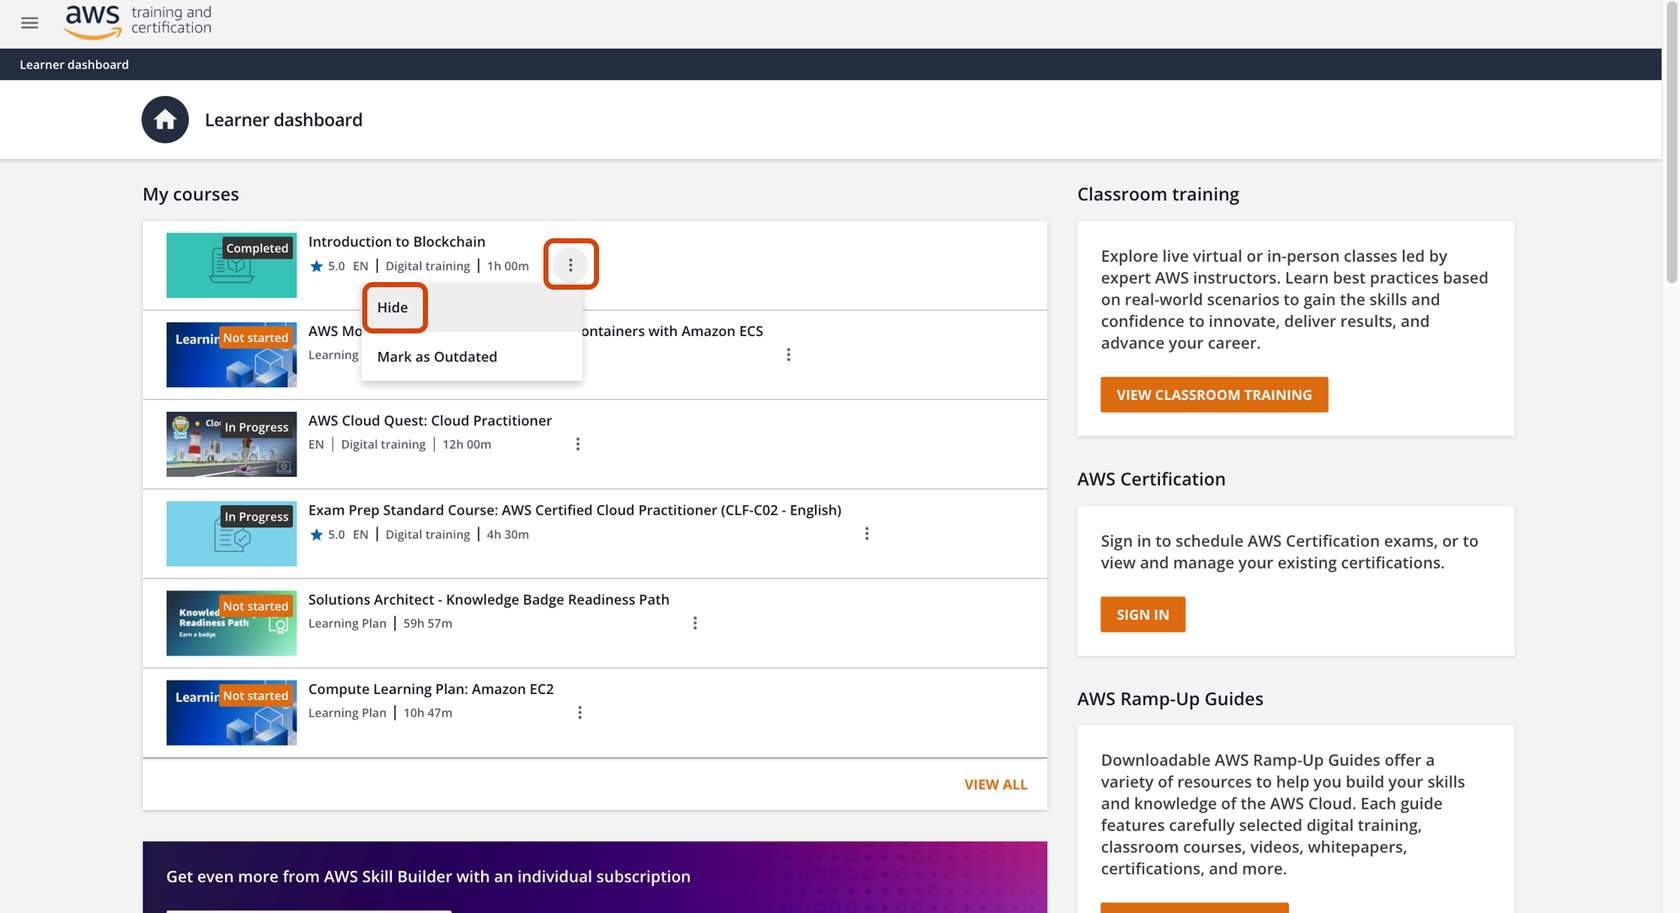 aws training and
certification
Learner dashboard
Learner dashboard
My courses
Completed
Introduction to Blockchain
5.0 EN | Digital training | 1h 00m
Hide
Mark as Outdated
Learnin
Not started
AWS Mo
ontainers with Amazon ECS
Learning
Clo
In Progress
AWS Cloud Quest: Cloud Practitioner
EN | Digital training | 12h 00m
In Progress
Exam Prep Standard Course: AWS Certified Cloud Practitioner (CLF-C02 - English)
5.0 EN | Digital training | 4h 30m
Knowled
Readiness Path
Earn a badge
Not started
Solutions Architect - Knowledge Badge Readiness Path
Learning Plan | 59h 57m
Learnin
Not started
Compute Learning Plan: Amazon EC2
Learning Plan | 10h 47m
VIEW ALL
Get even more from AWS Skill Builder with an individual subscription
Classroom training
Explore live virtual or in-person classes led by
expert AWS instructors. Learn best practices based
on real-world scenarios to gain the skills and
confidence to innovate, deliver results, and
advance your career.
VIEW CLASSROOM TRAINING
AWS Certification
Sign in to schedule AWS Certification exams, or to
view and manage your existing certifications.
SIGN IN
AWS Ramp-Up Guides
Downloadable AWS Ramp-Up Guides offer a
variety of resources to help you build your skills
and knowledge of the AWS Cloud. Each guide
features carefully selected digital training,
classroom courses, videos, whitepapers,
certifications, and more.